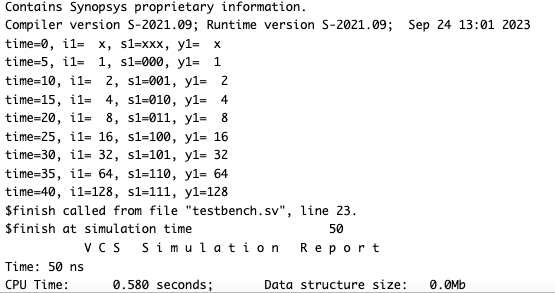 Contains Synopsys proprietary information.
Compiler version S-2021.09; Runtime version S-2021.09;  Sep 24 13:01 2023
time=0, i1=  x, s1=xxx, y1=  x
time=5, i1=  1, s1=000, y1=  1
time=10, i1=  2, s1=001, y1=  2
time=15, i1=  4, s1=010, y1=  4
time=20, i1=  8, s1=011, y1=  8
time=25, i1= 16, s1=100, y1= 16
time=30, i1= 32, s1=101, y1= 32
time=35, i1= 64, s1=110, y1= 64
time=40, i1=128, s1=111, y1=128
$finish called from file "testbench.sv", line 23.
$finish at simulation time                   50
           V C S   S i m u l a t i o n   R e p o r t
Time: 50 ns
CPU Time:      0.580 seconds;       Data structure size:   0.0Mb